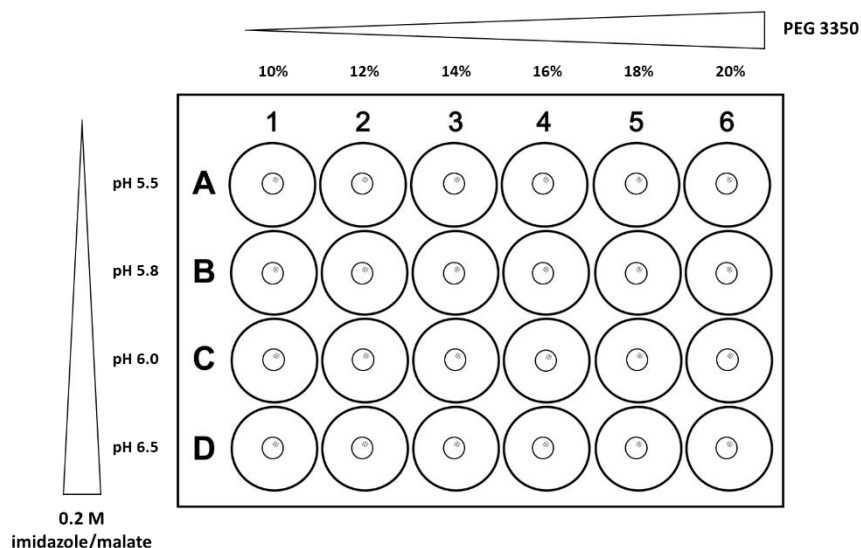 PEG 3350
10% 12% 14% 16% 18% 20%
1 2 3 4 5 6
pH 5.5 A
pH 5.8 B
pH 6.0 C
pH 6.5 D
0.2 M
imidazole/malate